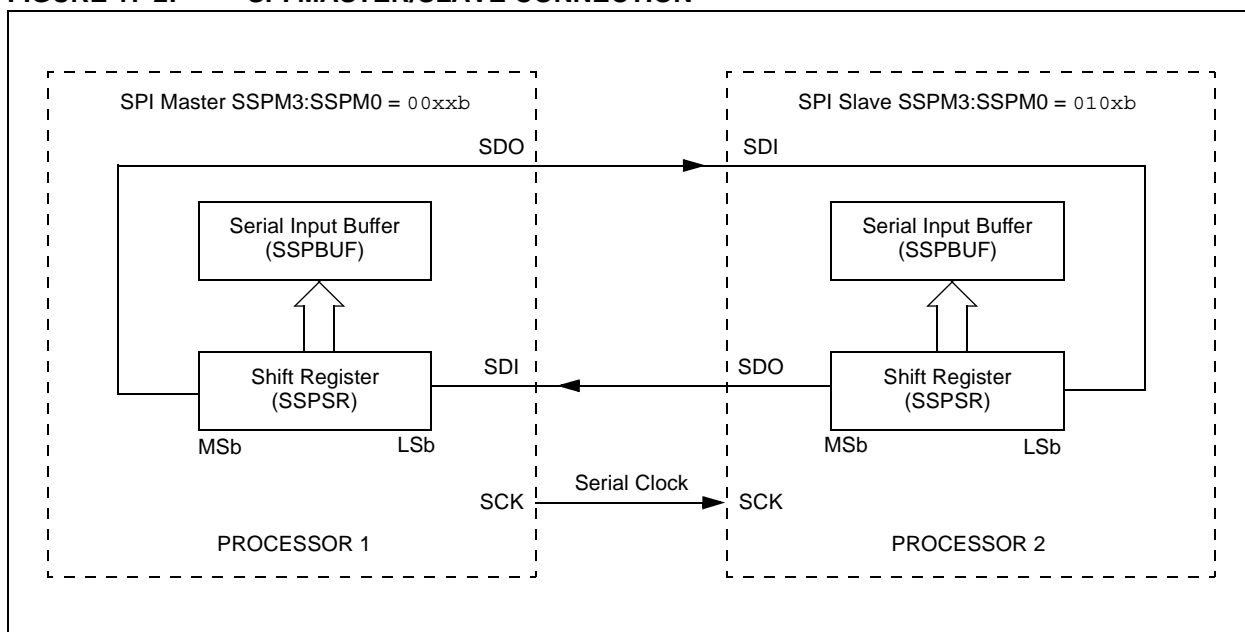 SPI Master SSPM3:SSPM0 = 00xxb
SPI Slave SSPM3:SSPM0 = 010xb
SDO
SDI
Serial Input Buffer
(SSPBUF)
Serial Input Buffer
(SSPBUF)
SDI
SDO
Shift Register
(SSPSR)
Shift Register
(SSPSR)
MSb
LSb
MSb
LSb
Serial Clock
SCK
SCK
PROCESSOR 1
PROCESSOR 2